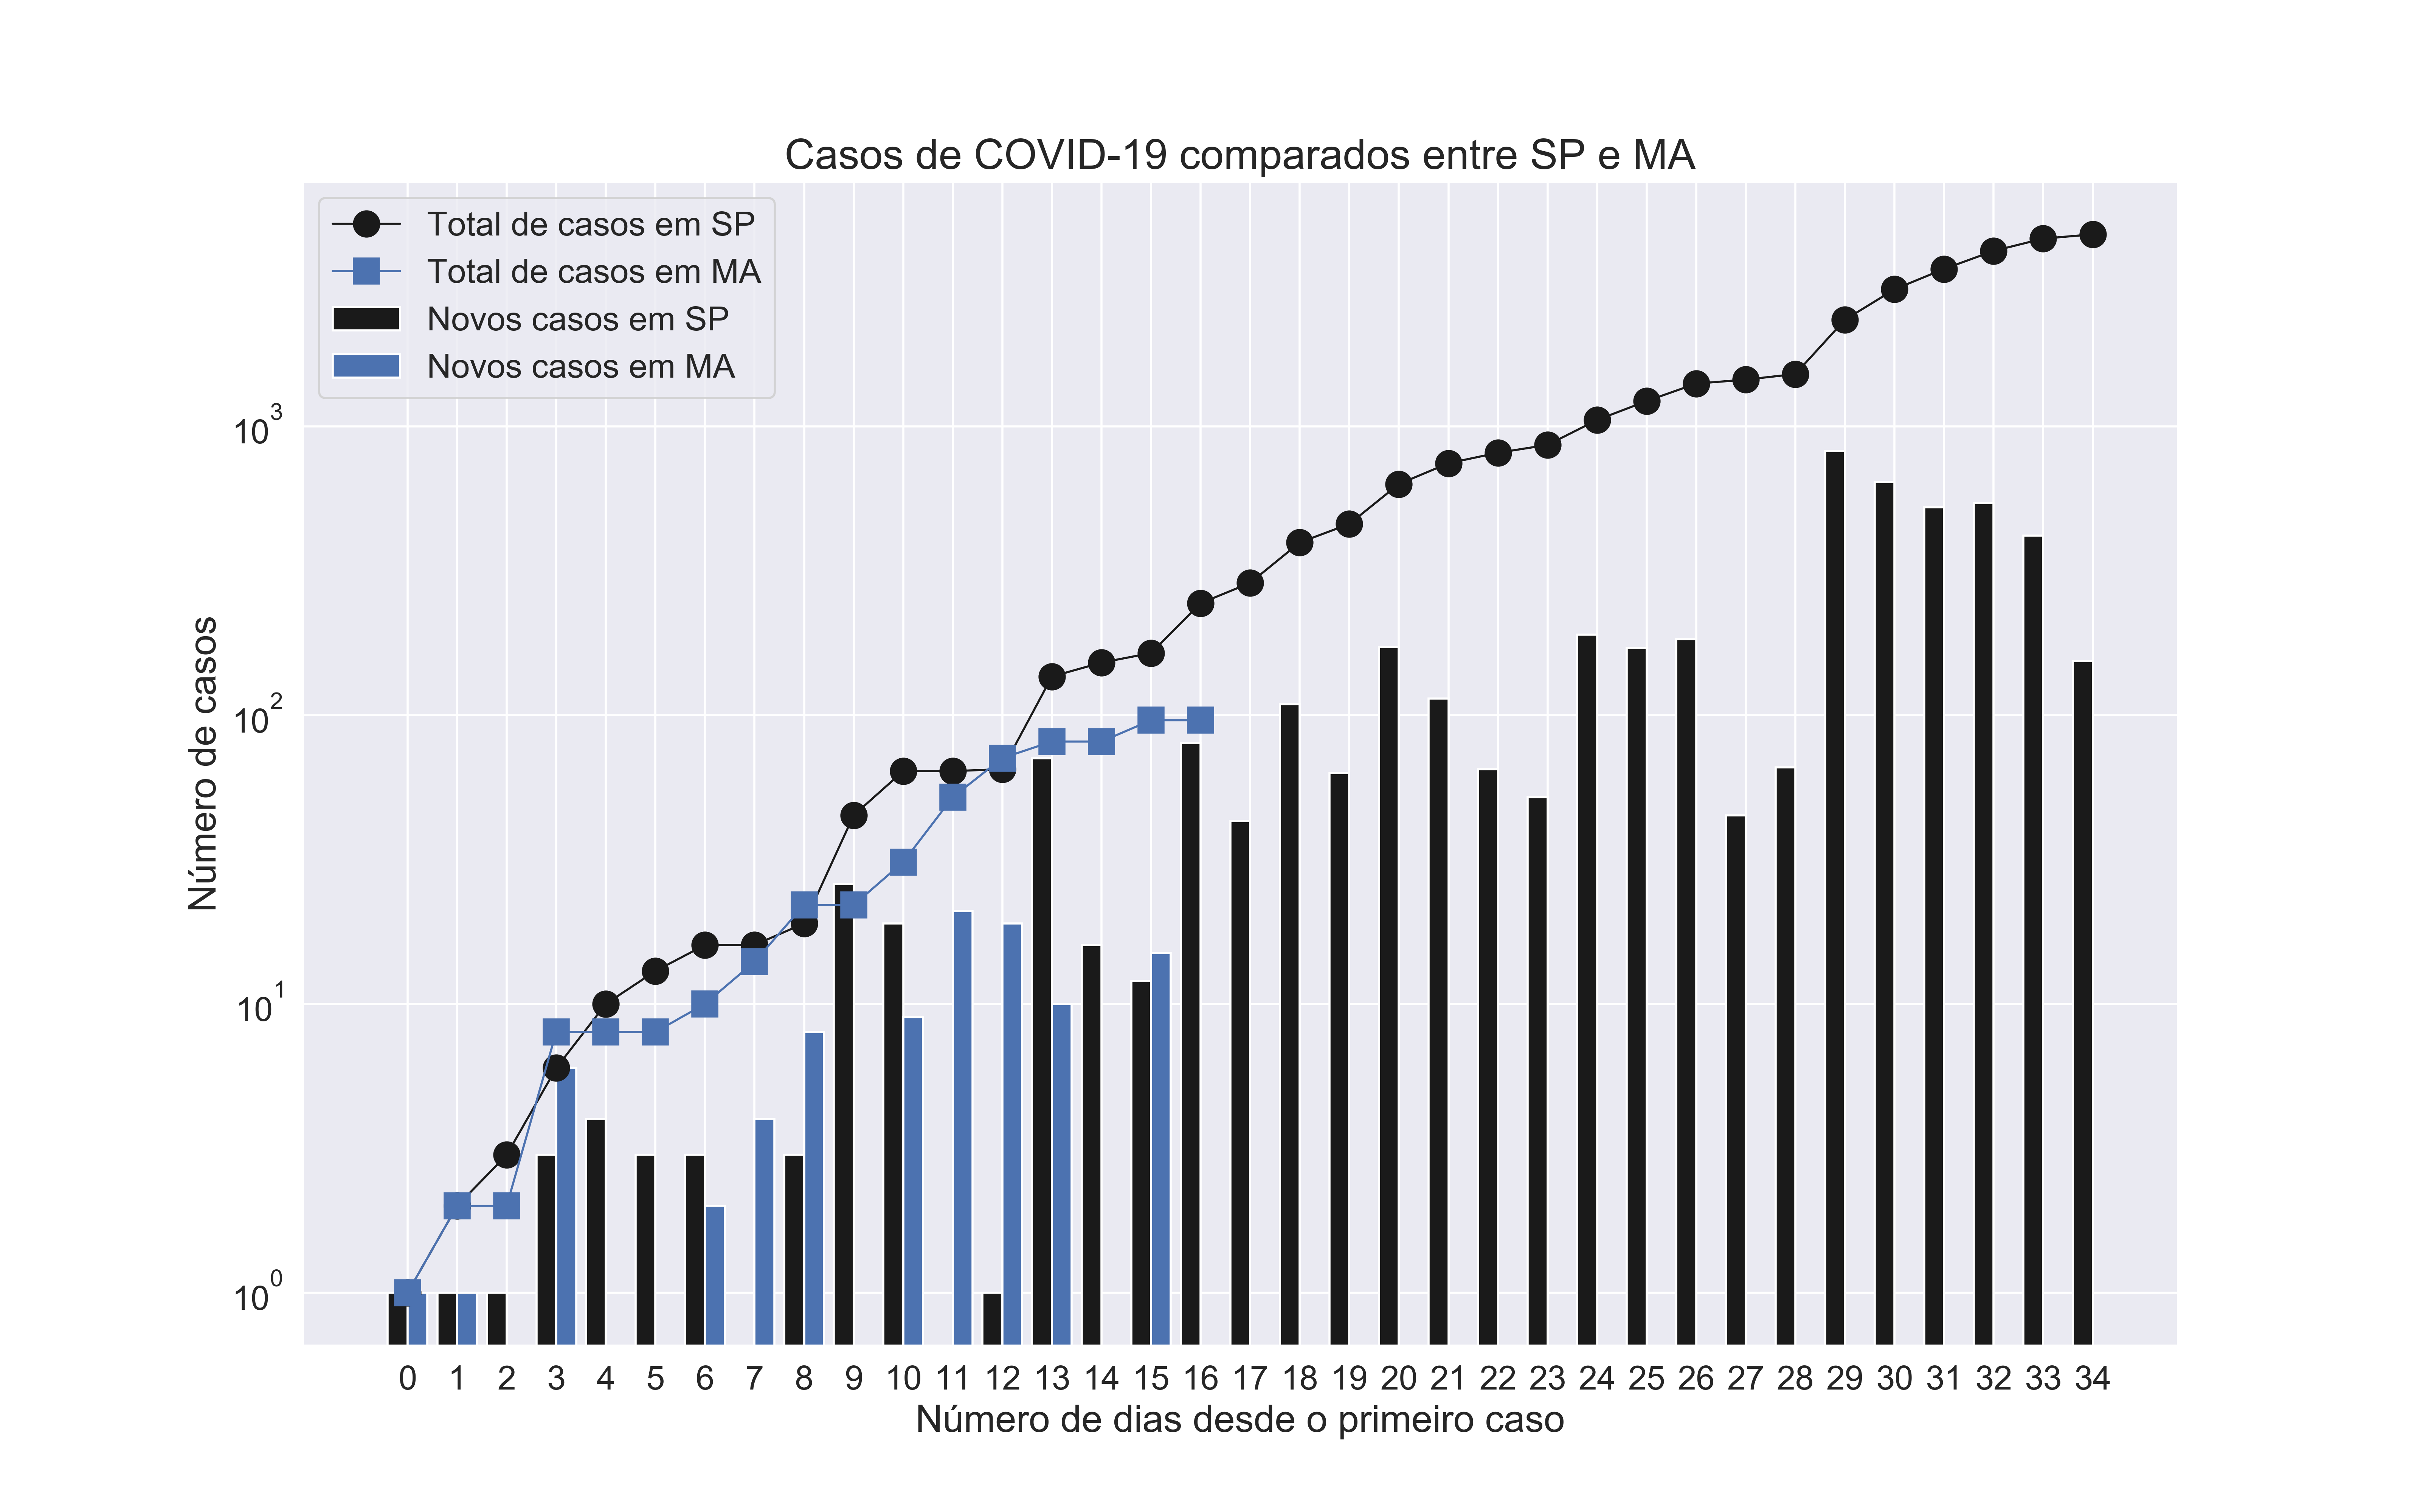 Casos de COVID-19 comparados entre SP e MA
Total de casos em SP
Total de casos em MA
Novos casos em SP
Novos casos em MA
Número de casos
10³
10²
10¹
10⁰
0 1 2 3 4 5 6 7 8 9 10 11 12 13 14 15 16 17 18 19 20 21 22 23 24 25 26 27 28 29 30 31 32 33 34
Número de dias desde o primeiro caso